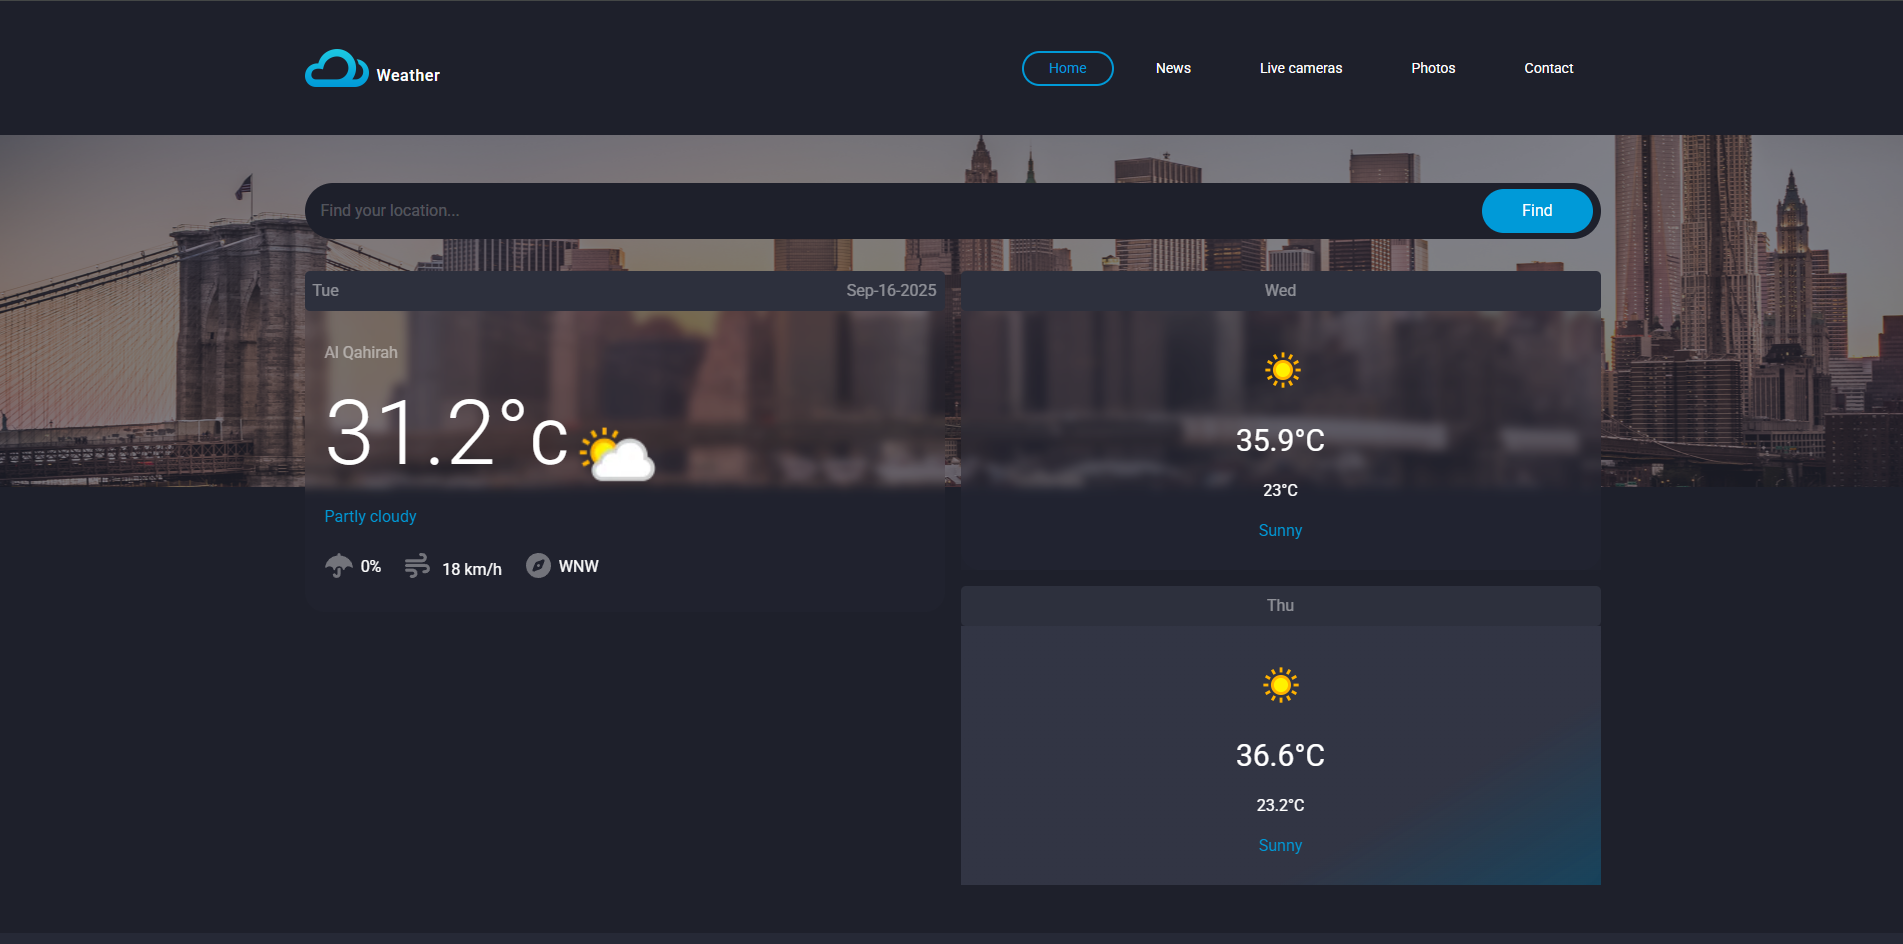 Weather
Home News Live cameras Photos Contact
Find your location...
Find
Tue Sep-16-2025
Al Qahirah
31.2°c
Partly cloudy
0% 18 km/h WNW
Wed
35.9°C
23°C
Sunny
Thu
36.6°C
23.2°C
Sunny